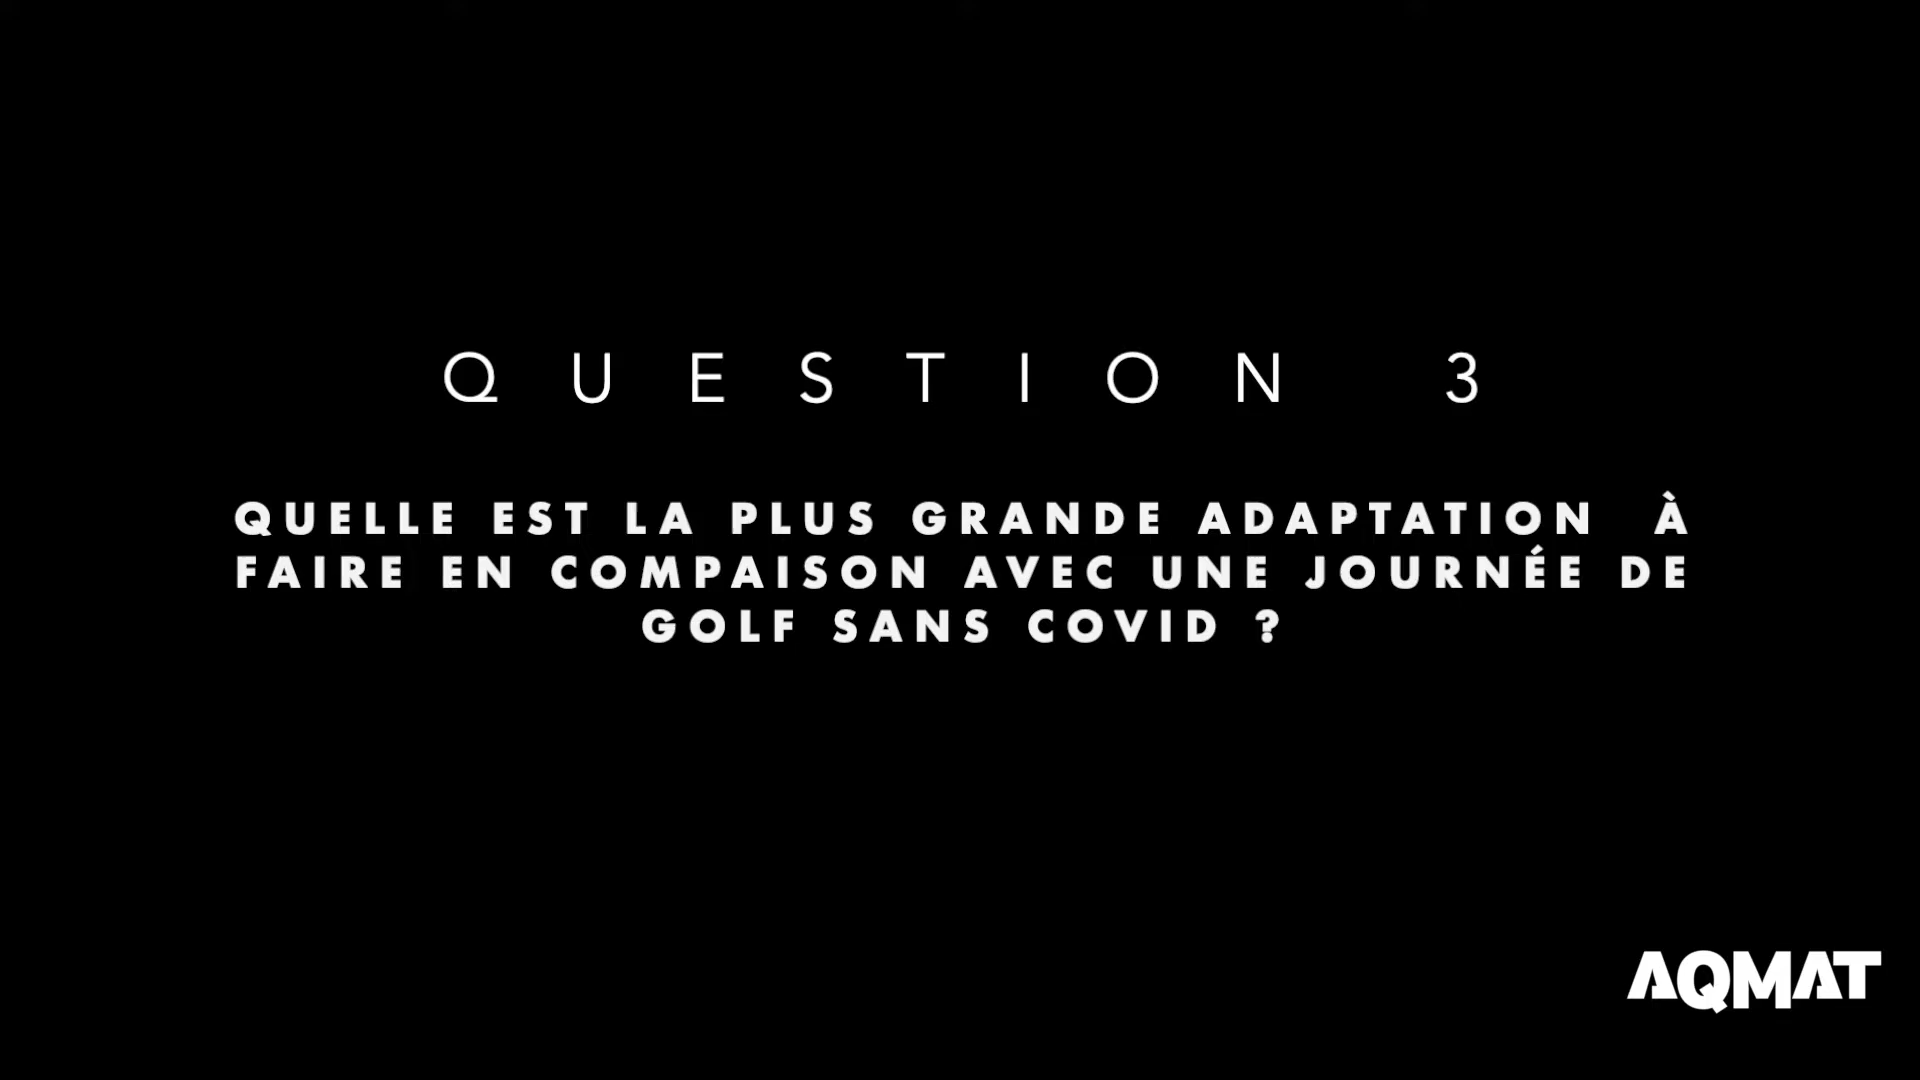 QUESTION 3
QUELLE EST LA PLUS GRANDE ADAPTATION À
FAIRE EN COMPAISON AVEC UNE JOURNÉE DE
GOLF SANS COVID ?
AQMAT